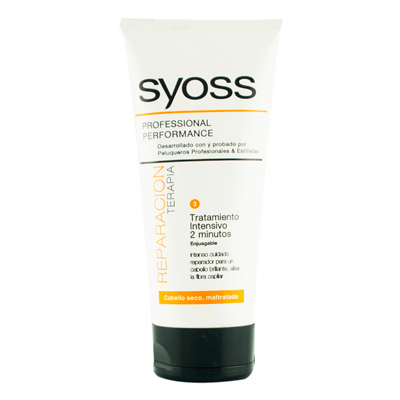 syoss
PROFESSIONAL
PERFORMANCE
Desarrollado con y probado por
Peluqueros Profesionales & Estilistas
REPARACION
TERAPIA
3
Tratamiento
Intensivo
2 minutos
Enjuagable
intenso cuidado
reparador para un
cabello brillante, alisa
la fibra capilar
Cabello seco, maltratado